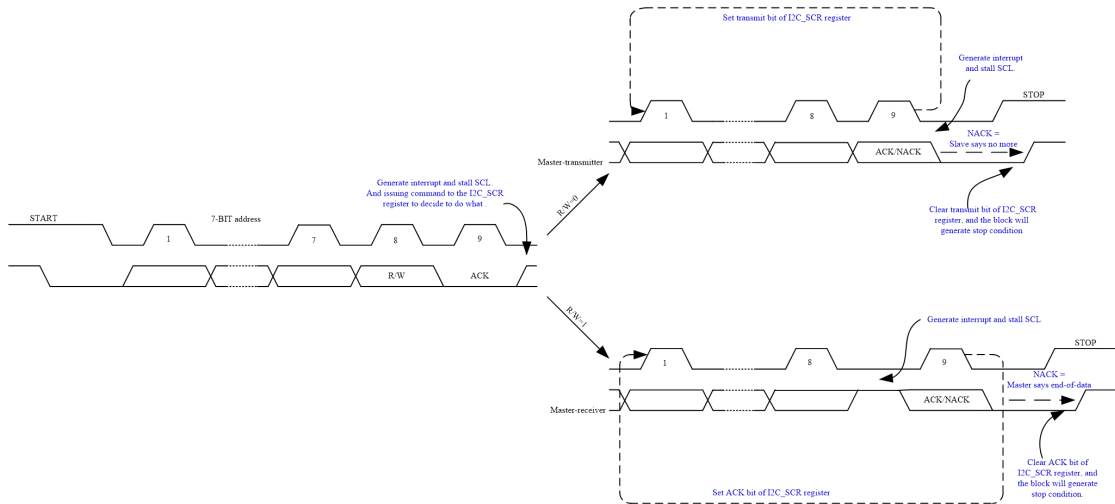 Set transmit bit of I2C_SCR register
Generate interrupt
and stall SCL.
STOP
1
8
9
NACK =
Slave says no more
Master-transmitter
ACK/NACK
Generate interrupt and stall SCL
And issuing command to the I2C_SCR
register to decide to do what .
R/W=0
Clear transmit bit of I2C_SCR
register, and the block will
generate stop condition
START
7-BIT address
1
7
8
9
R/W
ACK
R/W=1
Generate interrupt and stall SCL
STOP
1
8
9
NACK =
Master says end-of-data
Master-receiver
ACK/NACK
Clear ACK bit of
I2C_SCR register, and
the block will generate
stop condition.
Set ACK bit of I2C_SCR register